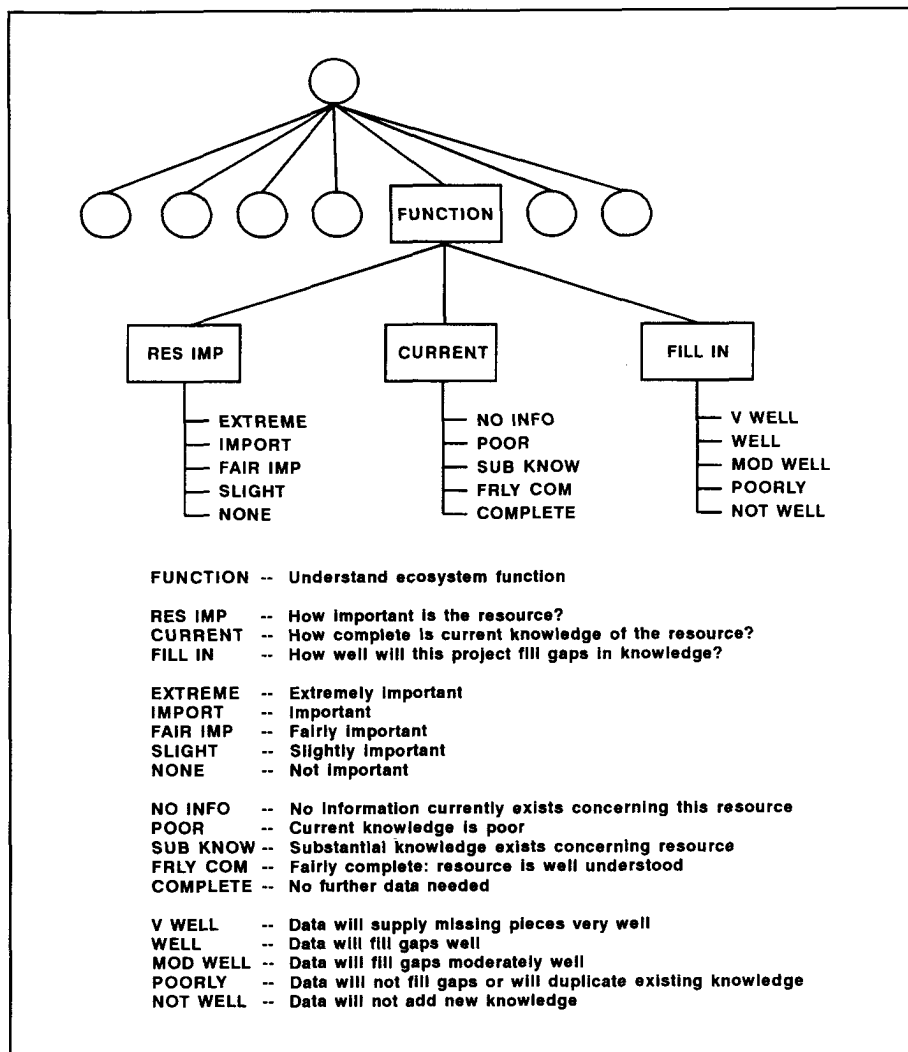 FUNCTION
RES IMP
CURRENT
FILL IN
EXTREME
IMPORT
FAIR IMP
SLIGHT
NONE
NO INFO
POOR
SUB KNOW
FRLY COM
COMPLETE
V WELL
WELL
MOD WELL
POORLY
NOT WELL
FUNCTION -- Understand ecosystem function
RES IMP -- How important is the resource?
CURRENT -- How complete is current knowledge of the resource?
FILL IN -- How well will this project fill gaps in knowledge?
EXTREME -- Extremely important
IMPORT -- Important
FAIR IMP -- Fairly important
SLIGHT -- Slightly important
NONE -- Not important
NO INFO -- No information currently exists concerning this resource
POOR -- Current knowledge is poor
SUB KNOW -- Substantial knowledge exists concerning resource
FRLY COM -- Fairly complete: resource is well understood
COMPLETE -- No further data needed
V WELL -- Data will supply missing pieces very well
WELL -- Data will fill gaps well
MOD WELL -- Data will fill gaps moderately well
POORLY -- Data will not fill gaps or will duplicate existing knowledge
NOT WELL -- Data will not add new knowledge